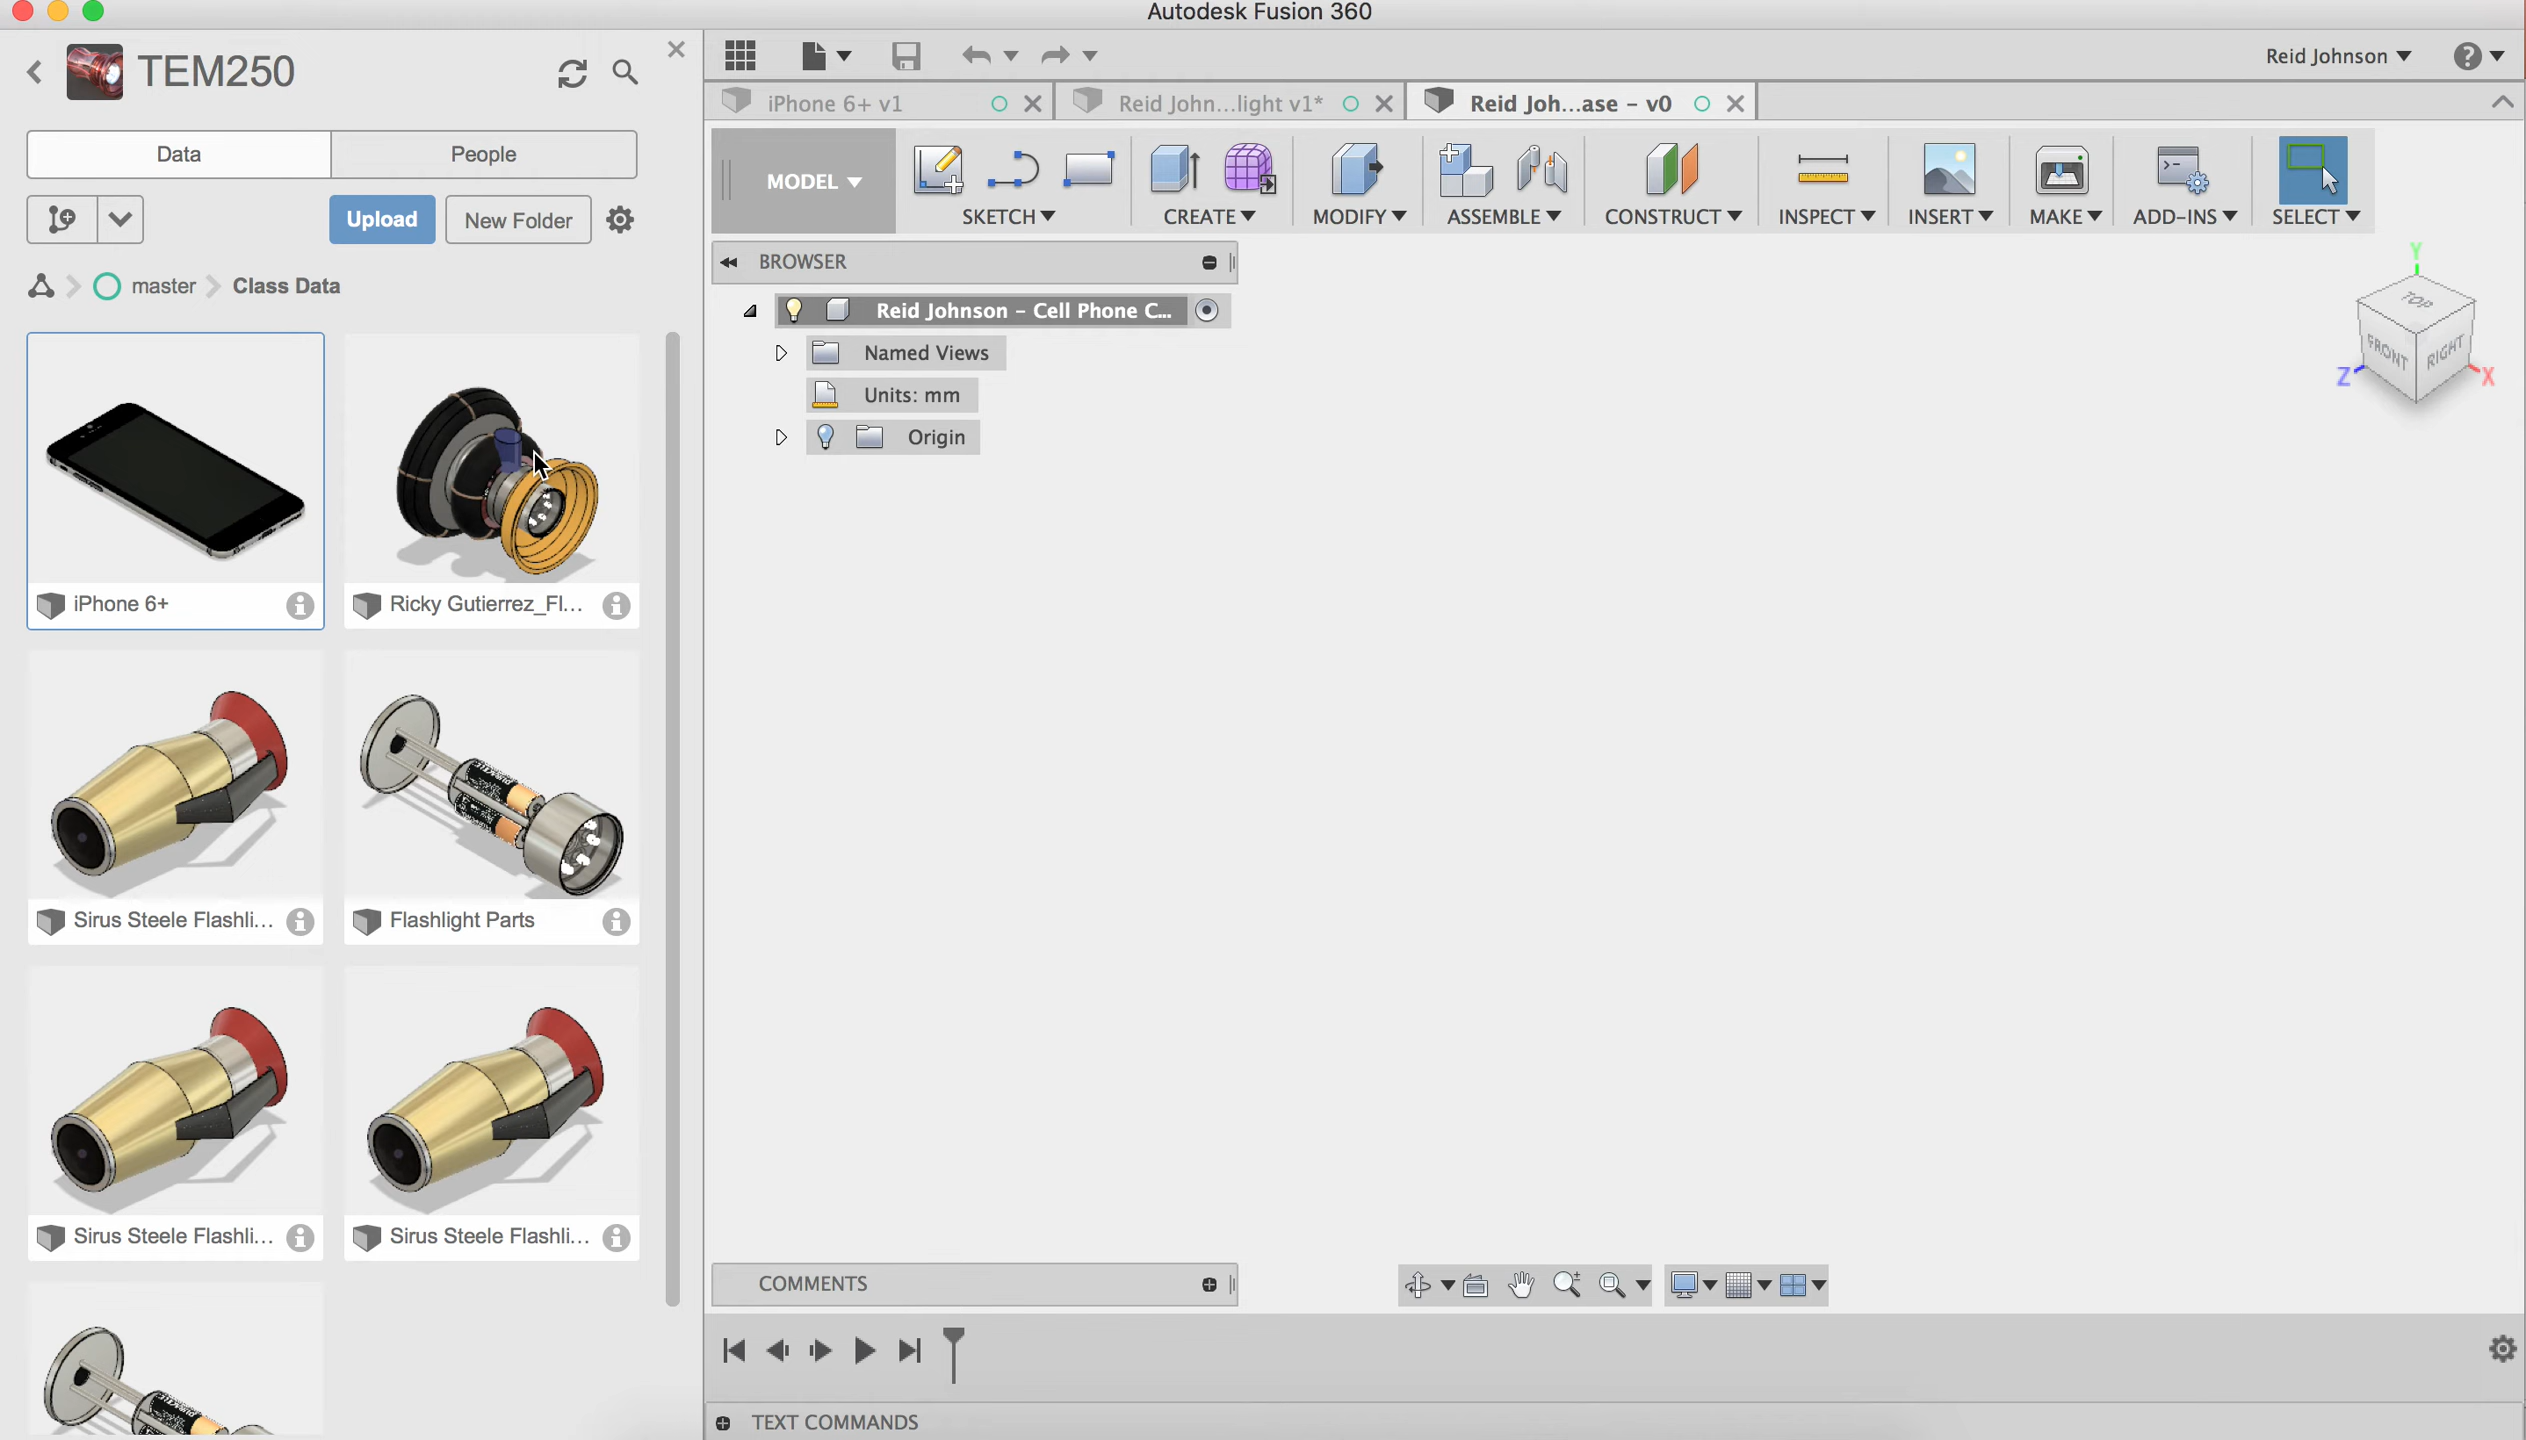 Autodesk Fusion 360
TEM250
Data
People
Upload
New Folder
master
Class Data
iPhone 6+
Ricky Gutierrez_Fl...
Sirus Steele Flashli...
Flashlight Parts
Sirus Steele Flashli...
Sirus Steele Flashli...
Reid Johnson
iPhone 6+ v1
Reid John...light v1*
Reid Joh...ase - v0
MODEL
SKETCH
CREATE
MODIFY
ASSEMBLE
CONSTRUCT
INSPECT
INSERT
MAKE
ADD-INS
SELECT
BROWSER
Reid Johnson - Cell Phone C...
Named Views
Units: mm
Origin
Y
TOP
FRONT
RIGHT
Z
X
COMMENTS
TEXT COMMANDS